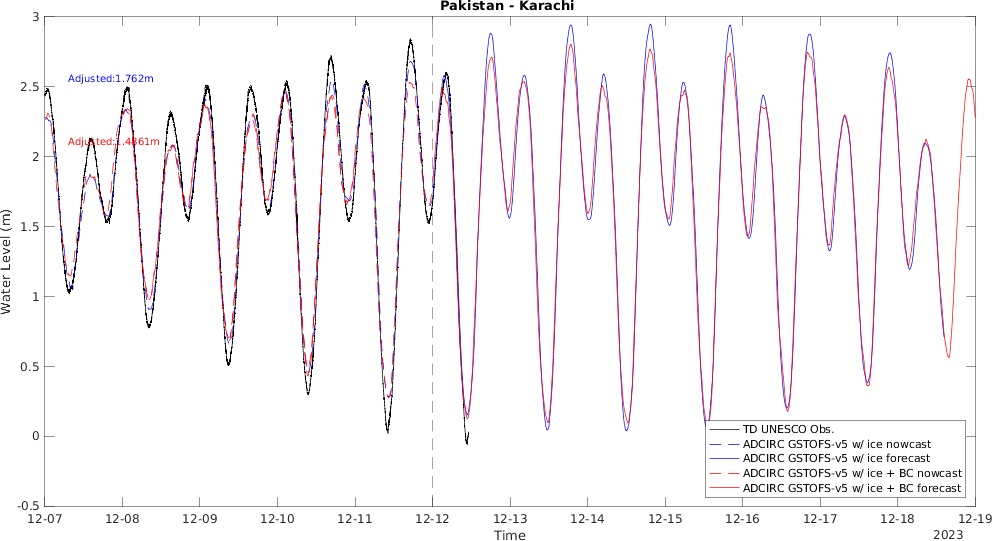 Pakistan - Karachi
3
2.5
2
1.5
1
0.5
0
-0.5
Water Level (m)
Adjusted:1.762m
Adjusted:1.4861m
TD UNESCO Obs.
ADCIRC GSTOFS-v5 w/ ice nowcast
ADCIRC GSTOFS-v5 w/ ice forecast
ADCIRC GSTOFS-v5 w/ ice + BC nowcast
ADCIRC GSTOFS-v5 w/ ice + BC forecast
12-07 12-08 12-09 12-10 12-11 12-12 12-13 12-14 12-15 12-16 12-17 12-18 12-19
Time
2023